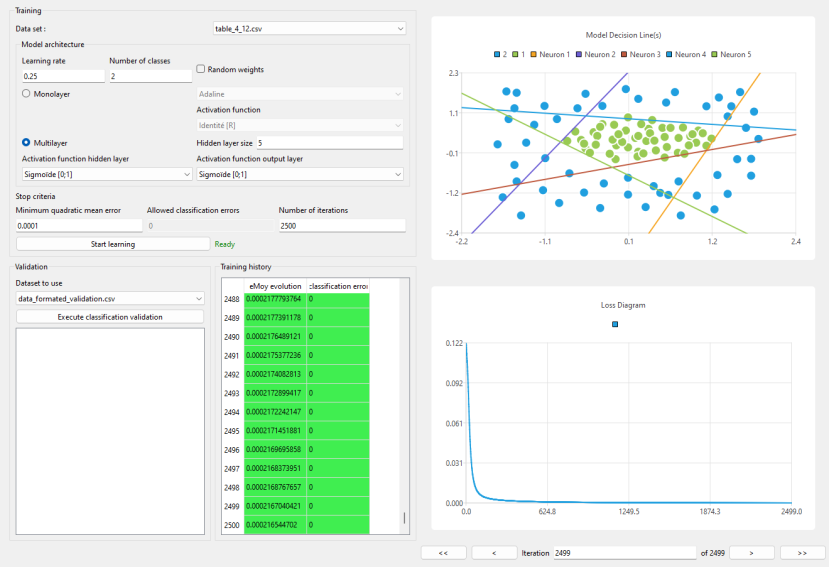 Training
Data set :
table_4_12.csv
Model architecture
Learning rate
Number of classes
0.25
2
Random weights
Monolayer
Adaline
Activation function
Identité [R]
Multilayer
Hidden layer size
5
Activation function hidden layer
Activation function output layer
Sigmoïde [0;1]
Sigmoïde [0;1]
Stop criteria
Minimum quadratic mean error
Allowed classification errors
Number of iterations
0.0001
0
2500
Start learning
Ready
Validation
Dataset to use
data_formated_validation.csv
Execute classification validation
Training history
eMoy evolution
classification error
2488 0.0002177793764 0
2489 0.0002177391178 0
2490 0.0002176489121 0
2491 0.0002175377236 0
2492 0.0002174082813 0
2493 0.0002172899417 0
2494 0.0002172242147 0
2495 0.0002171451881 0
2496 0.0002169695858 0
2497 0.0002168373951 0
2498 0.0002168767657 0
2499 0.0002167040421 0
2500 0.000216544702 0
Model Decision Line(s)
2 1 Neuron 1 Neuron 2 Neuron 3 Neuron 4 Neuron 5
2.3
1.1
-0.1
-1.2
-2.4
-2.2 -1.1 0.1 1.2 2.4
Loss Diagram
0.122
0.092
0.061
0.031
0.000
0.0 624.8 1249.5 1874.3 2499.0
<< < Iteration 2499 of 2499 > >>